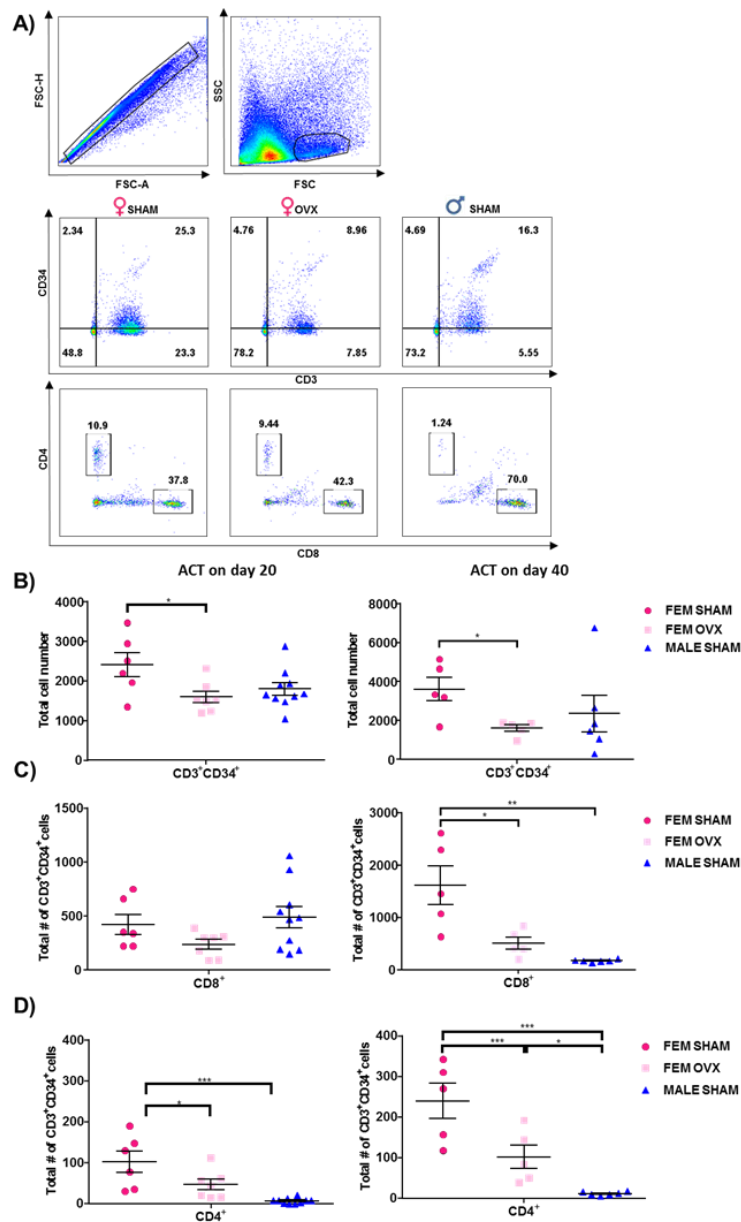 A)
FSC-H
SSC
FSC-A
FSC
♀ SHAM
♀ OVX
♂ SHAM
2.34 25.3
4.76 8.96
4.69 16.3
CD34
48.8 23.3
78.2 7.85
73.2 5.55
CD3
10.9
9.44
1.24
CD4
37.8
42.3
70.0
CD8
B)
ACT on day 20
ACT on day 40
Total cell number
4000
3000
2000
1000
0
*
CD3+CD34+
Total cell number
8000
6000
4000
2000
0
*
CD3+CD34+
FEM SHAM
FEM OVX
MALE SHAM
C)
Total # of CD3+CD34+cells
1500
1000
500
0
CD8+
Total # of CD3+CD34+cells
3000
2000
1000
0
**
*
CD8+
FEM SHAM
FEM OVX
MALE SHAM
D)
Total # of CD3+CD34+cells
400
300
200
100
0
***
*
CD4+
Total # of CD3+CD34+cells
400
300
200
100
0
***
*** *
CD4+
FEM SHAM
FEM OVX
MALE SHAM